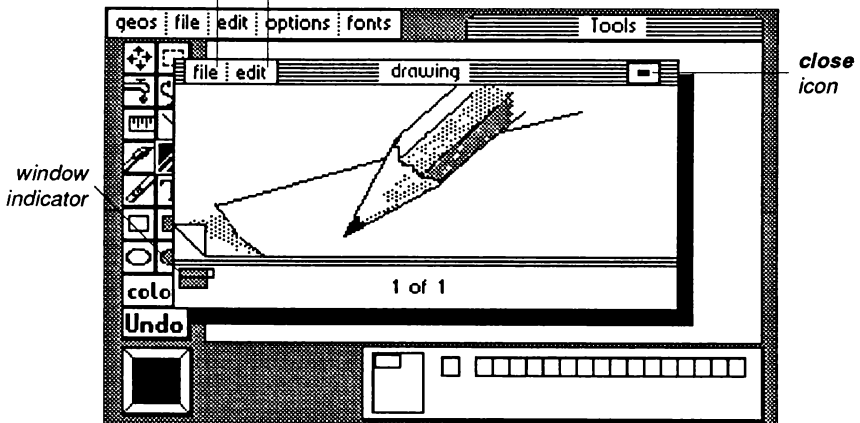 geos file edit options fonts
Tools
file edit
drawing
close
icon
window
indicator
1 of 1
colo
Undo